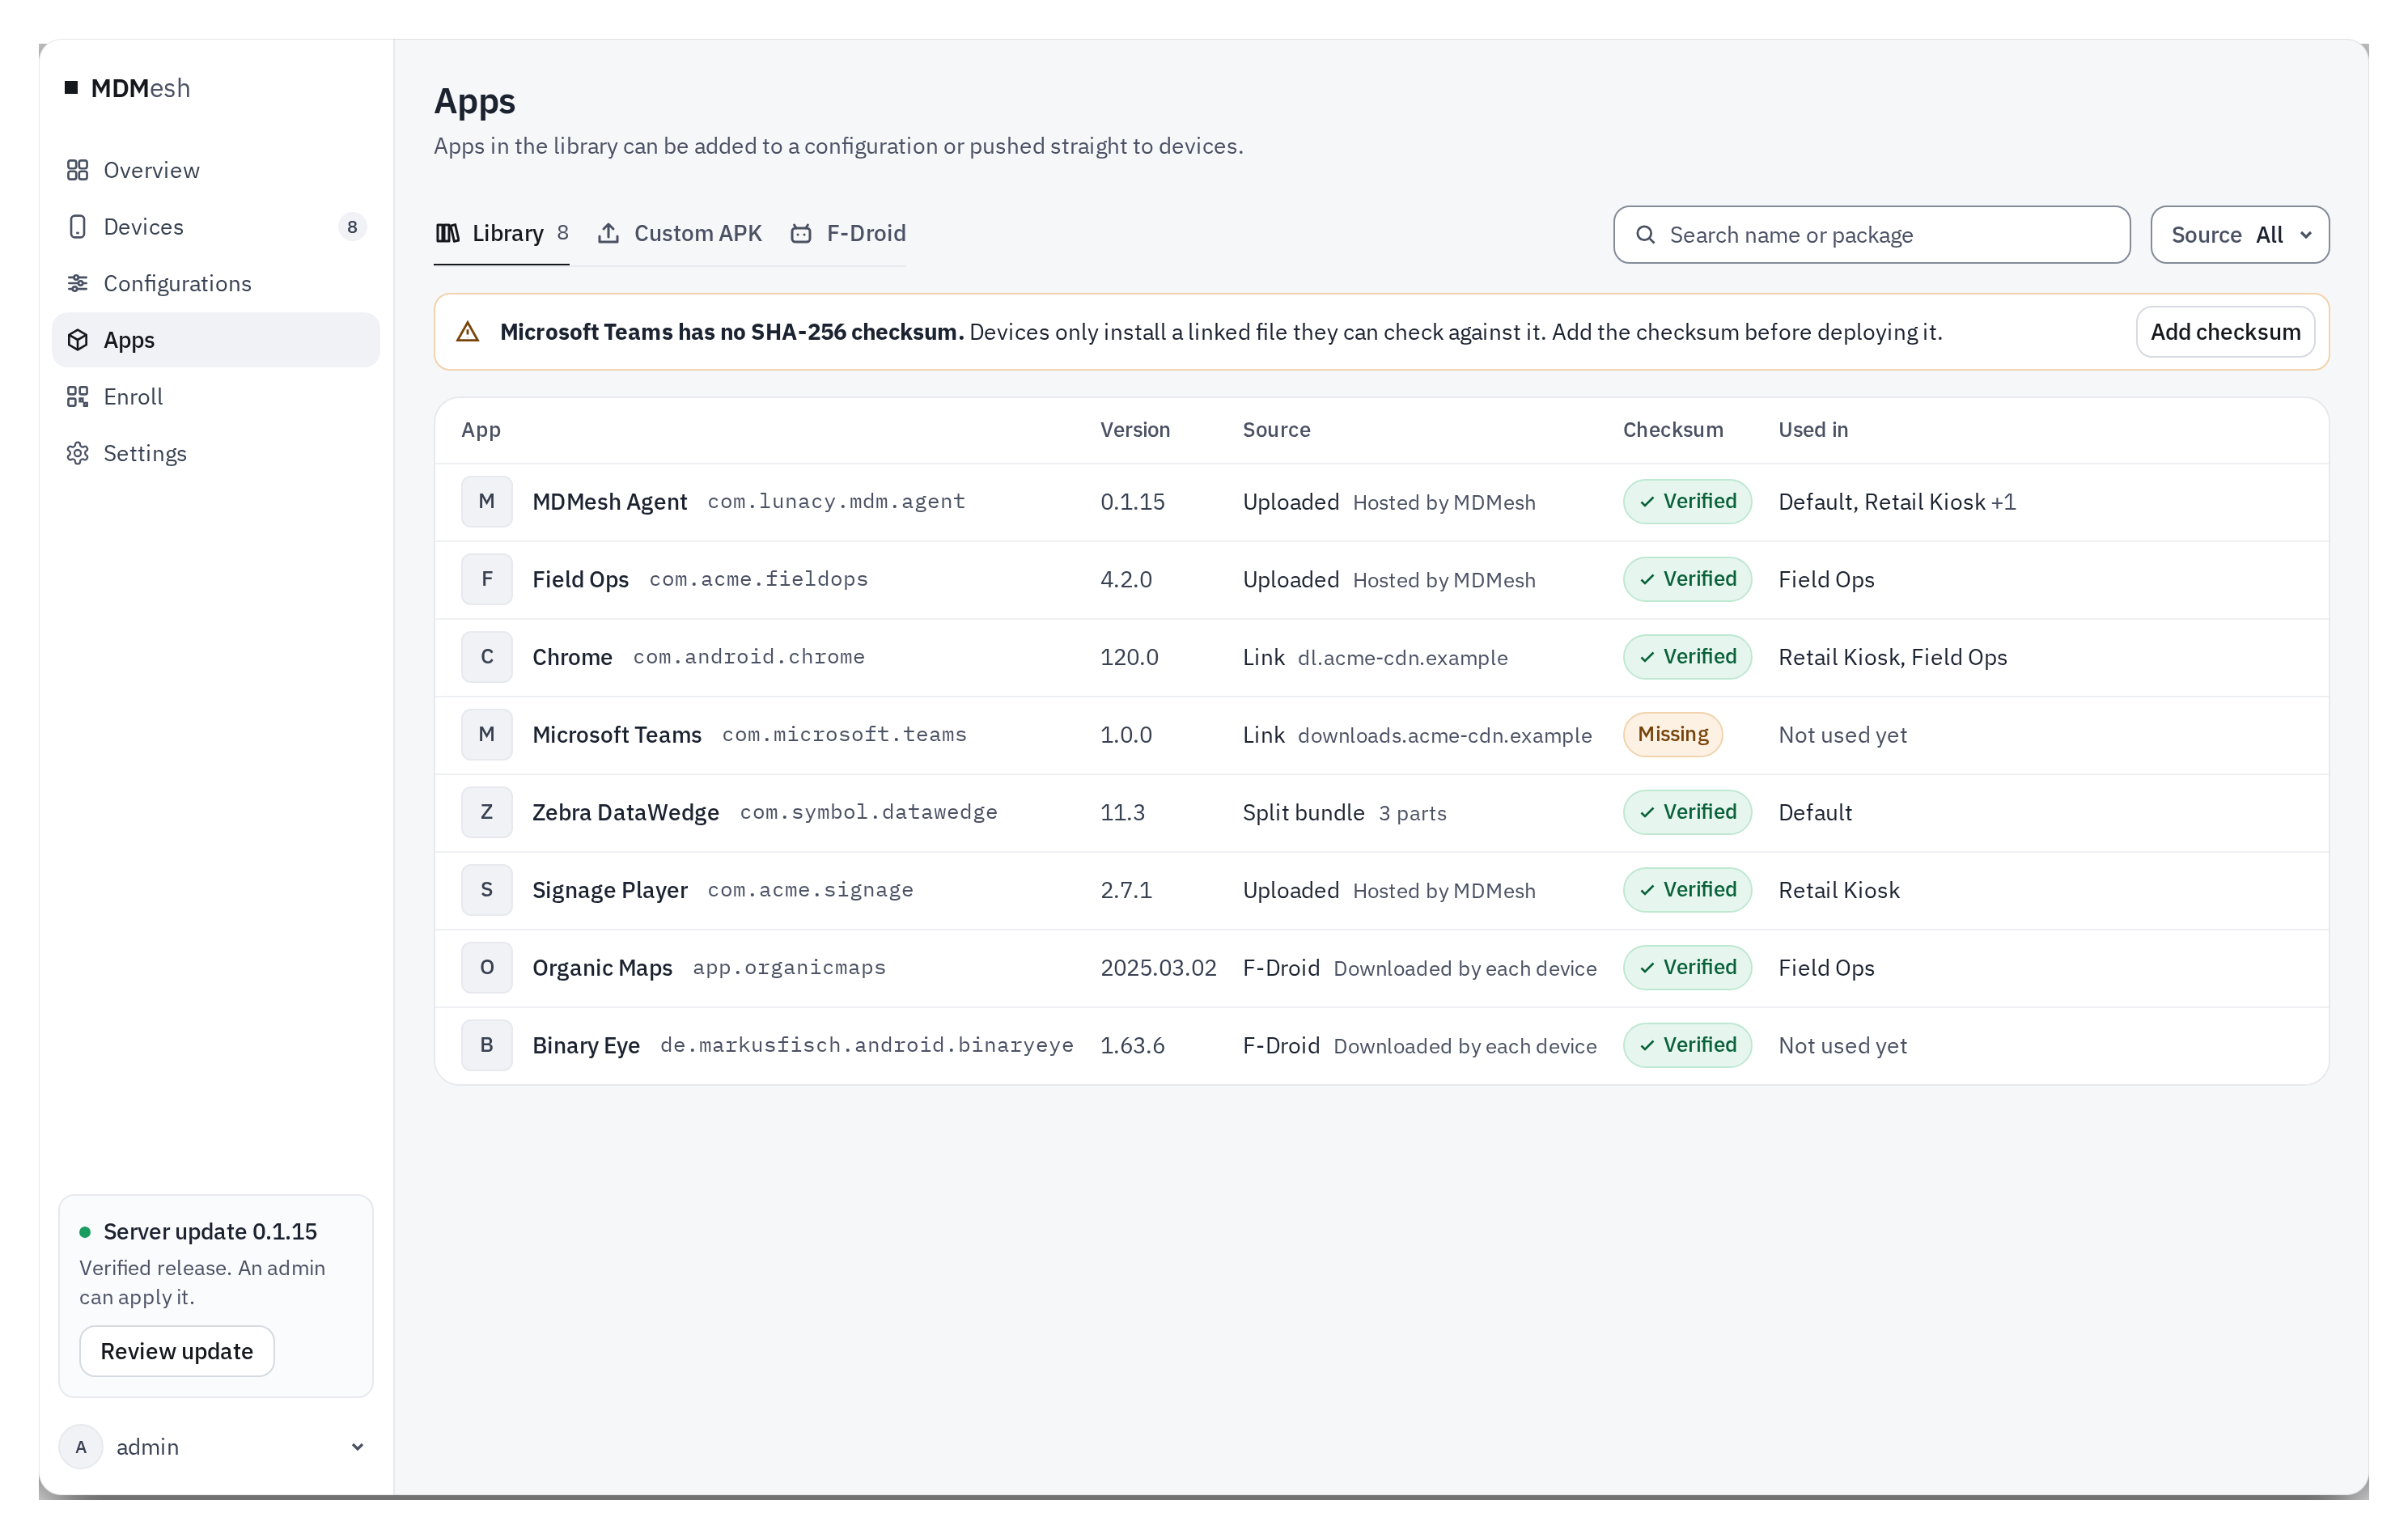 MDMesh
Overview
Devices 8
Configurations
Apps
Enroll
Settings
Server update 0.1.15
Verified release. An admin
can apply it.
Review update
A admin
Apps
Apps in the library can be added to a configuration or pushed straight to devices.
Library 8 Custom APK F-Droid
Search name or package
Source All
Microsoft Teams has no SHA-256 checksum. Devices only install a linked file they can check against it. Add the checksum before deploying it.
Add checksum
App Version Source Checksum Used in
M MDMesh Agent com.lunacy.mdm.agent 0.1.15 Uploaded Hosted by MDMesh Verified Default, Retail Kiosk +1
F Field Ops com.acme.fieldops 4.2.0 Uploaded Hosted by MDMesh Verified Field Ops
C Chrome com.android.chrome 120.0 Link dl.acme-cdn.example Verified Retail Kiosk, Field Ops
M Microsoft Teams com.microsoft.teams 1.0.0 Link downloads.acme-cdn.example Missing Not used yet
Z Zebra DataWedge com.symbol.datawedge 11.3 Split bundle 3 parts Verified Default
S Signage Player com.acme.signage 2.7.1 Uploaded Hosted by MDMesh Verified Retail Kiosk
O Organic Maps app.organicmaps 2025.03.02 F-Droid Downloaded by each device Verified Field Ops
B Binary Eye de.markusfisch.android.binaryeye 1.63.6 F-Droid Downloaded by each device Verified Not used yet